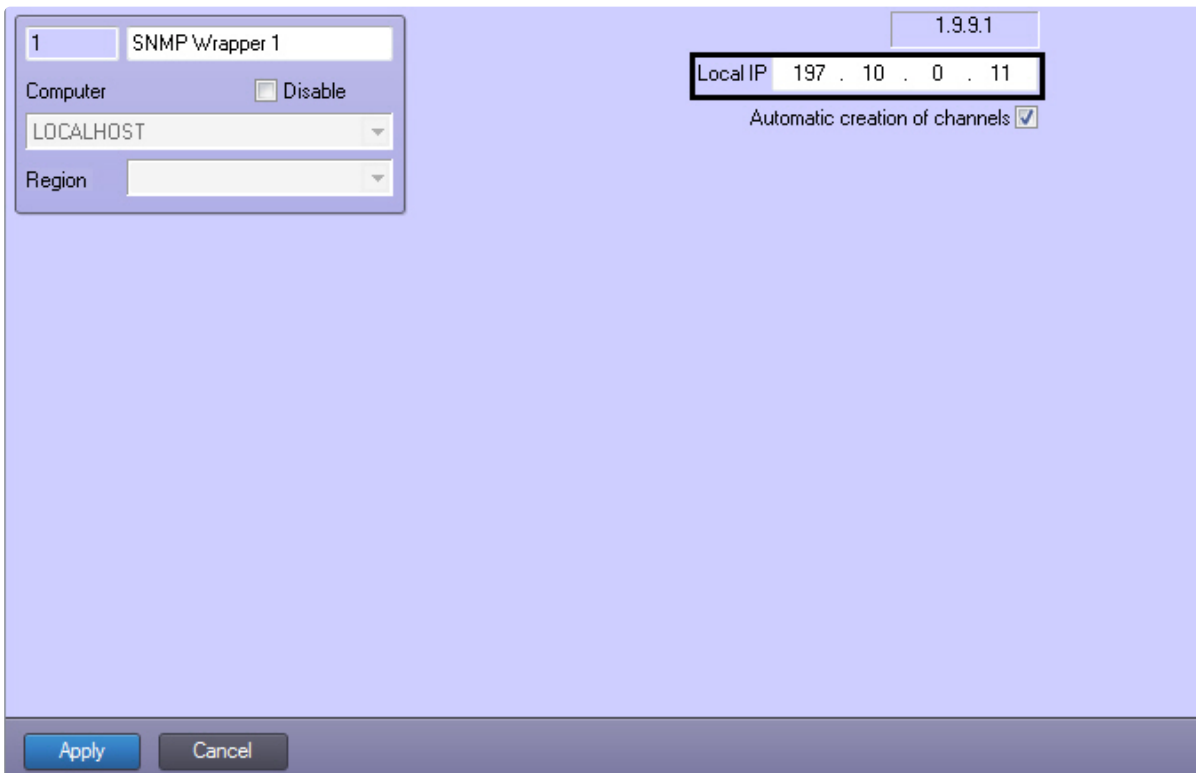 1 SNMP Wrapper 1
Computer Disable
LOCALHOST
Region
1.9.9.1
Local IP 197 . 10 . 0 . 11
Automatic creation of channels
Apply Cancel